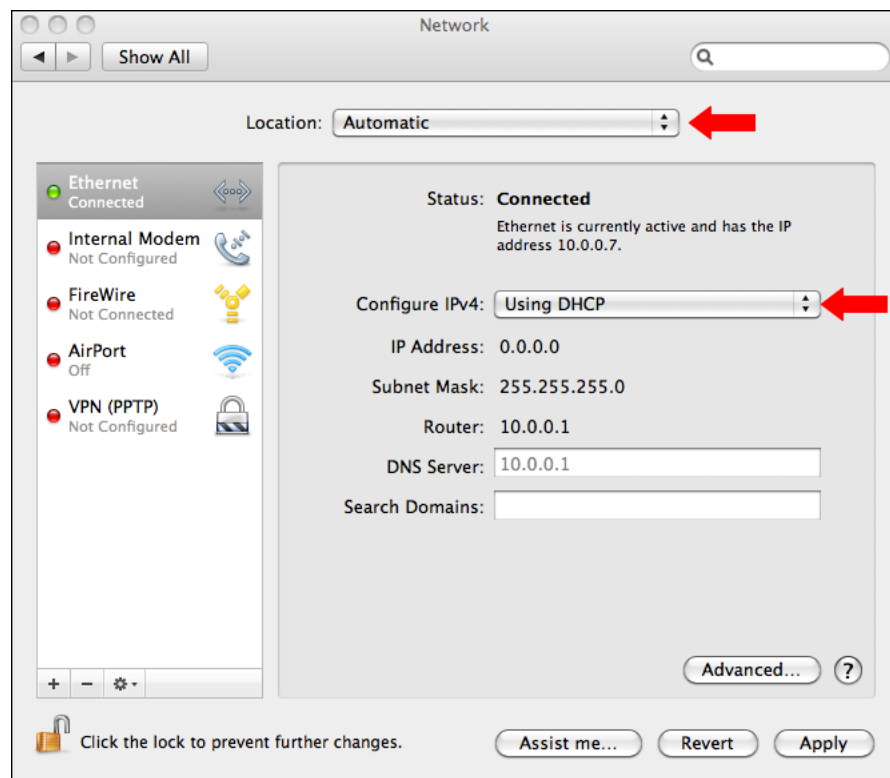 Network
Show All
Location: Automatic
Ethernet
Connected
Internal Modem
Not Configured
FireWire
Not Connected
AirPort
Off
VPN (PPTP)
Not Configured
Status: Connected
Ethernet is currently active and has the IP
address 10.0.0.7.
Configure IPv4: Using DHCP
IP Address: 0.0.0.0
Subnet Mask: 255.255.255.0
Router: 10.0.0.1
DNS Server: 10.0.0.1
Search Domains:
Advanced... ?
Click the lock to prevent further changes.
Assist me... Revert Apply